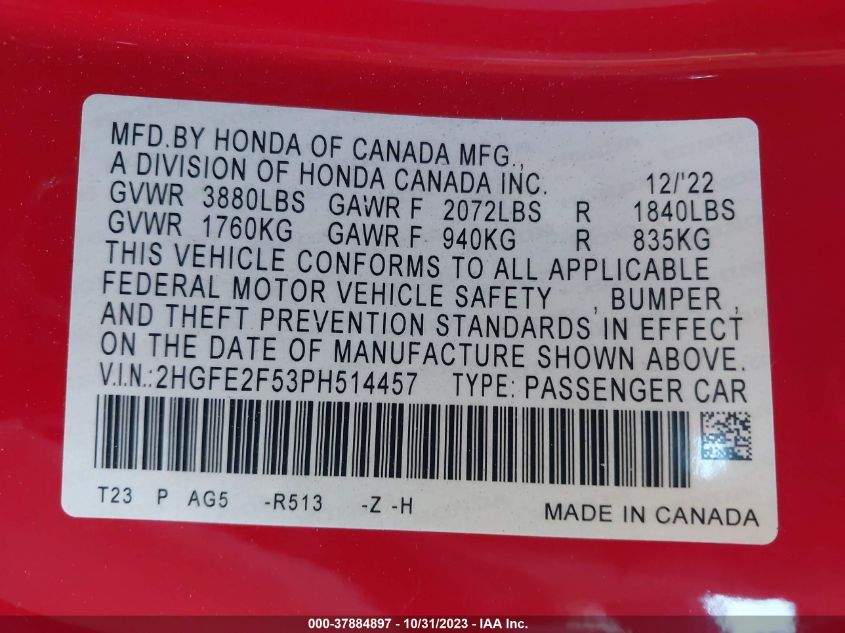 MFD.BY HONDA OF CANADA MFG.,
A DIVISION OF HONDA CANADA INC. 12/'22
GVWR 3880LBS GAWR F 2072LBS R 1840LBS
GVWR 1760KG GAWR F 940KG R 835KG
THIS VEHICLE CONFORMS TO ALL APPLICABLE
FEDERAL MOTOR VEHICLE SAFETY , BUMPER ,
AND THEFT PREVENTION STANDARDS IN EFFECT
ON THE DATE OF MANUFACTURE SHOWN ABOVE.
V.I.N.:2HGFE2F53PH514457 TYPE: PASSENGER CAR
T23 P AG5 -R513 -Z -H MADE IN CANADA
000-37884897 / 10/31/2023 - IAA Inc.